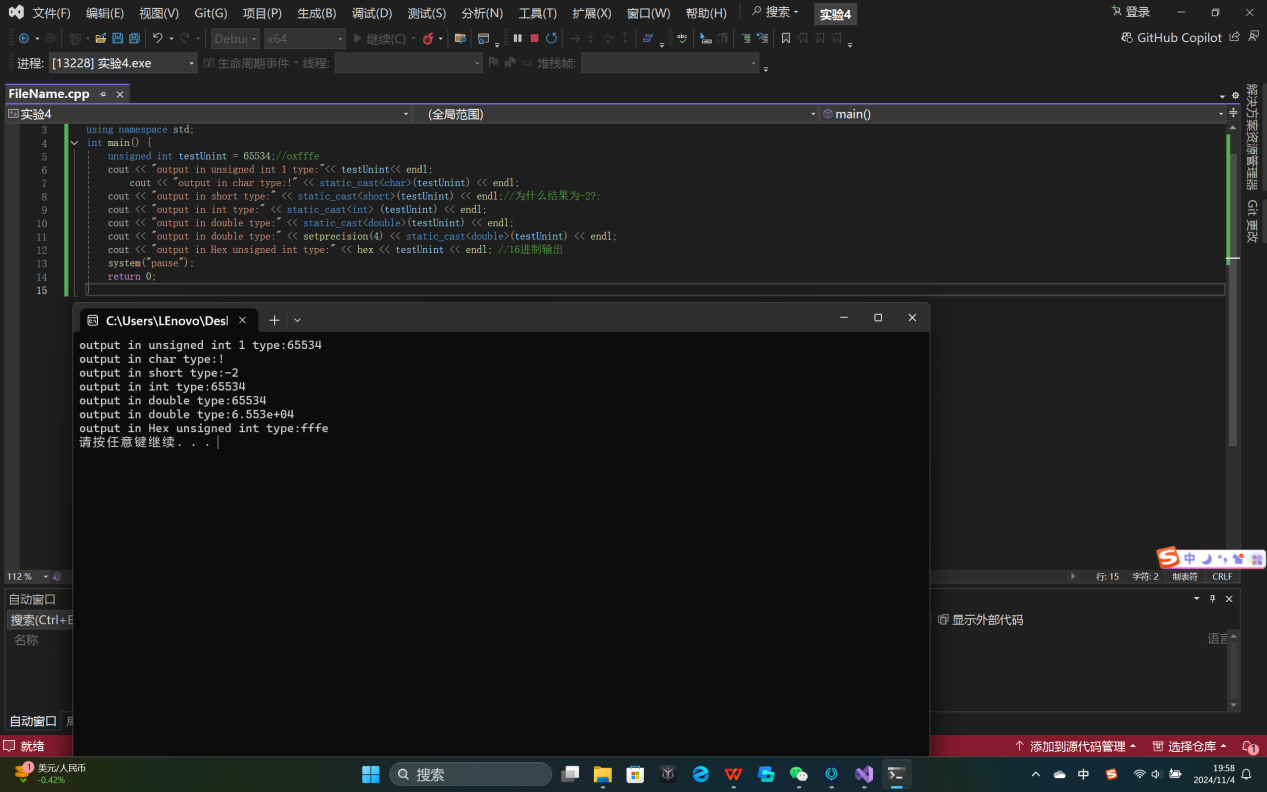 文件(F) 编辑(E) 视图(V) Git(G) 项目(P) 生成(B) 调试(D) 测试(S) 分析(N) 工具(T) 扩展(X) 窗口(W) 帮助(H) 搜索 实验4 登录
x64 继续(C) GitHub Copilot
进程: [13228] 实验4.exe 生命周期事件 线程: 堆栈帧:
FileName.cpp
实验4 (全局范围) main()
3 using namespace std;
4 int main() {
5 unsigned int testUnint = 65534;//oxfffe
6 cout << "output in unsigned int 1 type:"<< testUnint<< endl;
7 cout << "output in char type:!" << static_cast<char>(testUnint) << endl;
8 cout << "output in short type:" << static_cast<short>(testUnint) << endl;//为什么结果为-2?:
9 cout << "output in int type:" << static_cast<int> (testUnint) << endl;
10 cout << "output in double type:" << static_cast<double>(testUnint) << endl;
11 cout << "output in double type:" << setprecision(4) << static_cast<double>(testUnint) << endl;
12 cout << "output in Hex unsigned int type:" << hex << testUnint << endl; //16进制输出
13 system("pause");
14 return 0;
15 }
解决方案资源管理器
Git 更改
C:\Users\LEnovo\Desl
output in unsigned int 1 type:65534
output in char type:!
output in short type:-2
output in int type:65534
output in double type:65534
output in double type:6.553e+04
output in Hex unsigned int type:fffe
请按任意键继续. . .
中
112 % 行: 15 字符: 2 制表符 CRLF
自动窗口
搜索(Ctrl+E
显示外部代码
名称 语言
自动窗口
就绪 添加到源代码管理 选择仓库 1
1 美元/人民币
-0.42%
搜索
中
19:58
2024/11/4